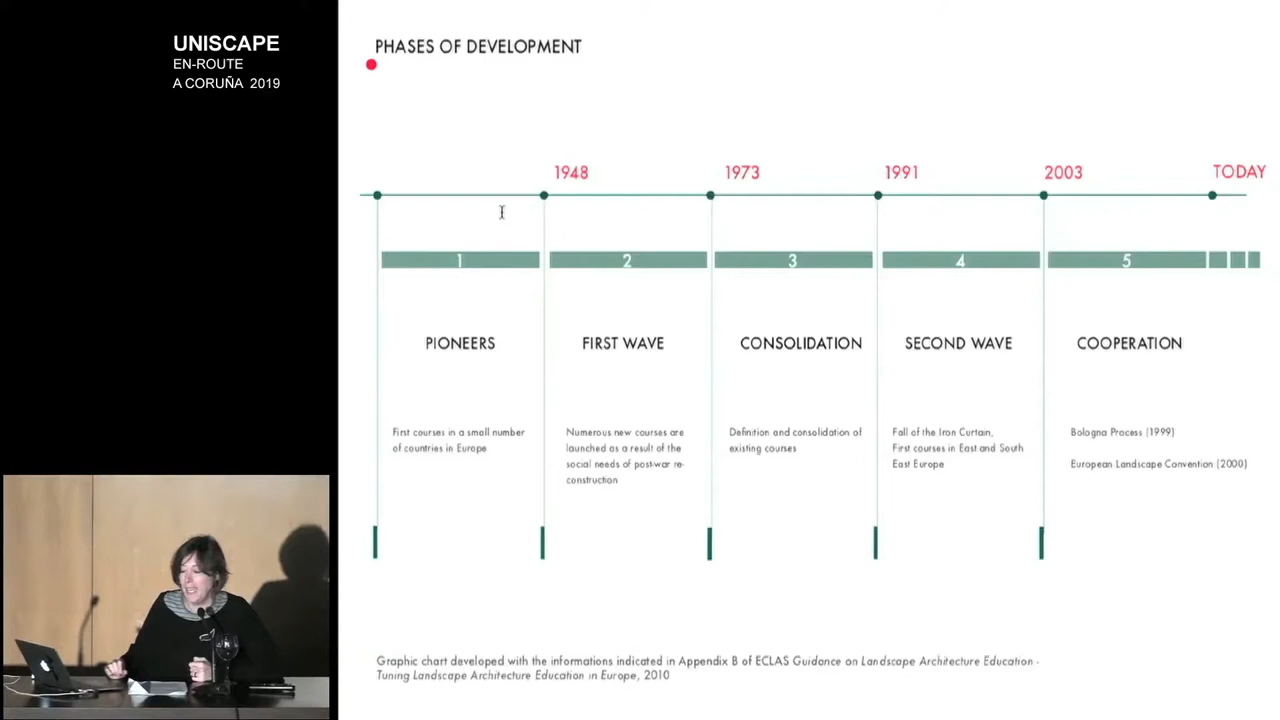 UNISCAPE
EN-ROUTE
A CORUÑA 2019
PHASES OF DEVELOPMENT
1948
1973
1991
2003
TODAY
1
2
3
4
5
PIONEERS
FIRST WAVE
CONSOLIDATION
SECOND WAVE
COOPERATION
First courses in a small number
of countries in Europe
Numerous new courses are
launched as a result of the
social needs of post-war re-
construction
Definition and consolidation of
existing courses
Fall of the Iron Curtain,
First courses in East and South
East Europe
Bologna Process (1999)
European Landscape Convention (2000)
Graphic chart developed with the informations indicated in Appendix B of ECLAS Guidance on Landscape Architecture Education -
Tuning Landscape Architecture Education in Europe, 2010